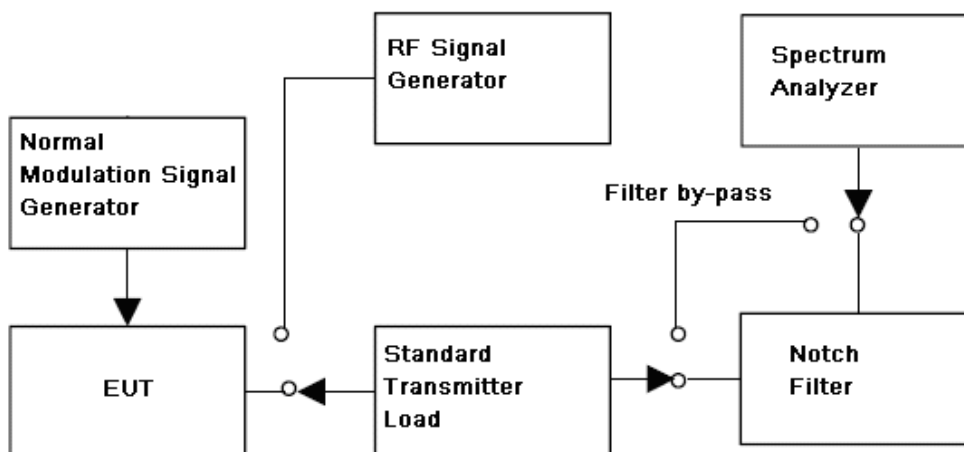 RF Signal
Generator
Spectrum
Analyzer
Normal
Modulation Signal
Generator
Filter by-pass
EUT
Standard
Transmitter
Load
Notch
Filter